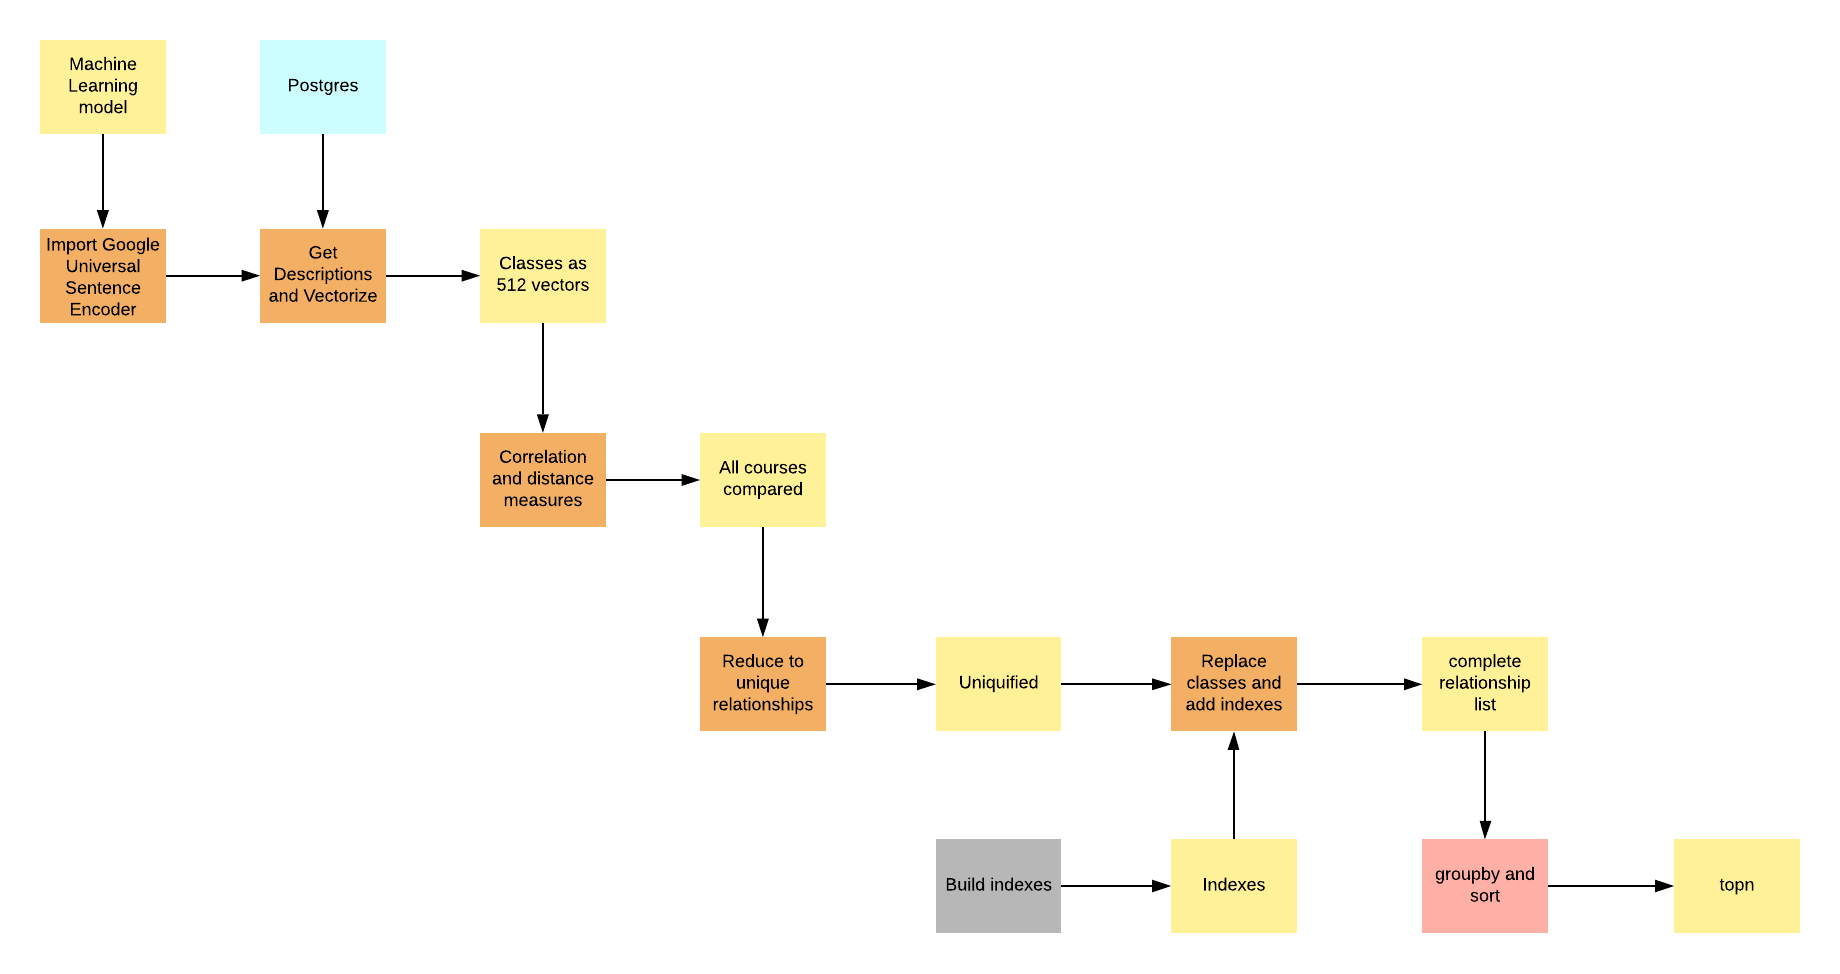 Machine
Learning
model
Postgres
Import Google
Universal
Sentence
Encoder
Get
Descriptions
and Vectorize
Classes as
512 vectors
Correlation
and distance
measures
All courses
compared
Reduce to
unique
relationships
Uniquified
Replace
classes and
add indexes
complete
relationship
list
Build indexes
Indexes
groupby and
sort
topn